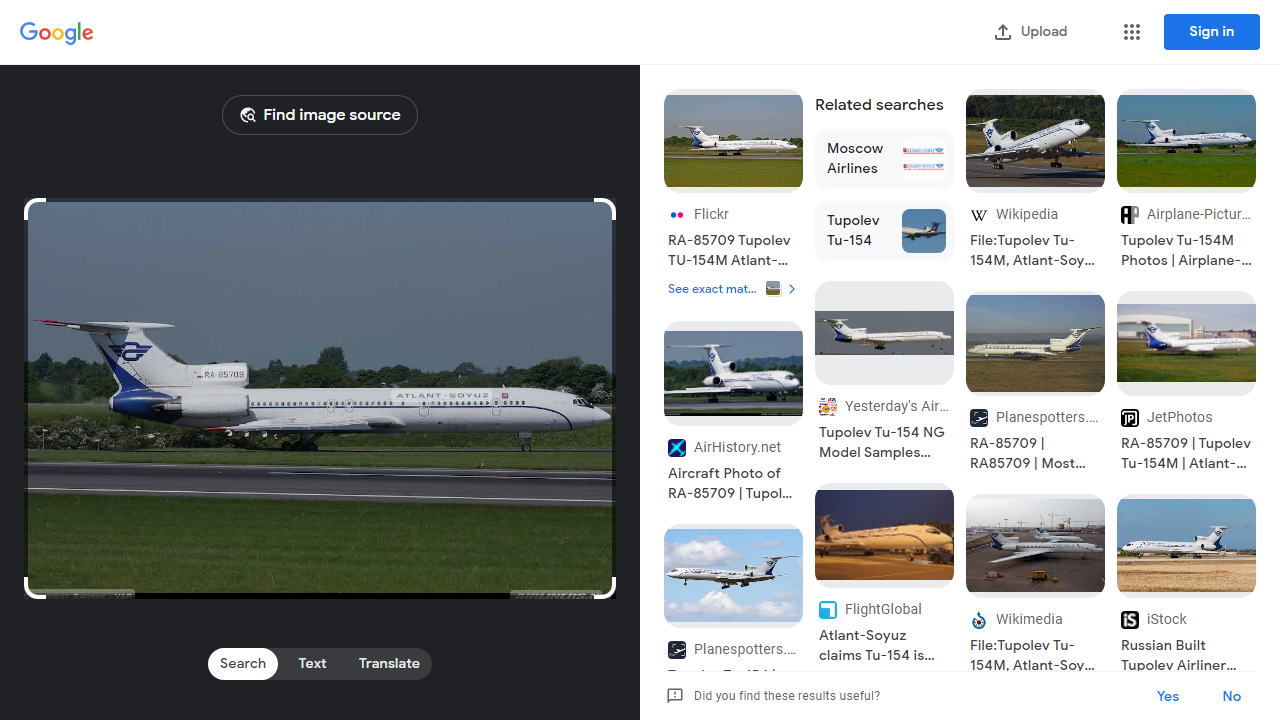 Google
Upload
Sign in
Find image source
RA-85709
ATLANT-SOYUZ
Search
Text
Translate
Flickr
RA-85709 Tupolev
TU-154M Atlant-...
See exact mat...
AirHistory.net
Aircraft Photo of
RA-85709 | Tupol...
Planespotters....
Related searches
Moscow
Airlines
Tupolev
Tu-154
Yesterday's Air...
Tupolev Tu-154 NG
Model Samples...
FlightGlobal
Atlant-Soyuz
claims Tu-154 is...
Wikipedia
File:Tupolev Tu-
154M, Atlant-Soy...
Planespotters....
RA-85709 |
RA85709 | Most...
Wikimedia
File:Tupolev Tu-
154M, Atlant-Soy...
Airplane-Pictur...
Tupolev Tu-154M
Photos | Airplane-...
JetPhotos
RA-85709 | Tupolev
Tu-154M | Atlant-...
iStock
Russian Built
Tupolev Airliner...
Did you find these results useful?
Yes
No